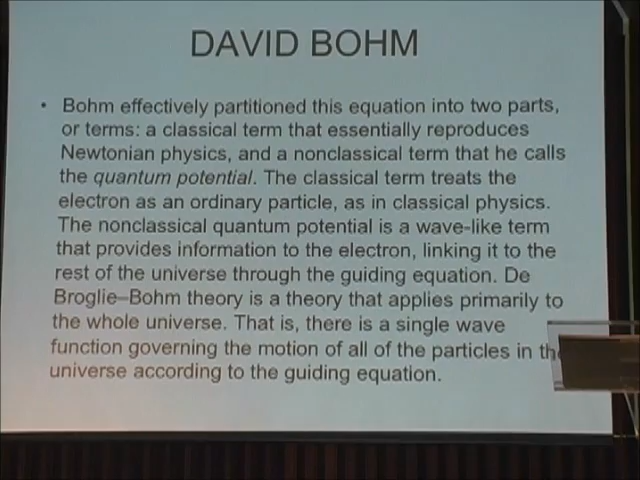 DAVID BOHM
• Bohm effectively partitioned this equation into two parts,
or terms: a classical term that essentially reproduces
Newtonian physics, and a nonclassical term that he calls
the quantum potential. The classical term treats the
electron as an ordinary particle, as in classical physics.
The nonclassical quantum potential is a wave-like term
that provides information to the electron, linking it to the
rest of the universe through the guiding equation. De
Broglie–Bohm theory is a theory that applies primarily to
the whole universe. That is, there is a single wave
function governing the motion of all of the particles in the
universe according to the guiding equation.